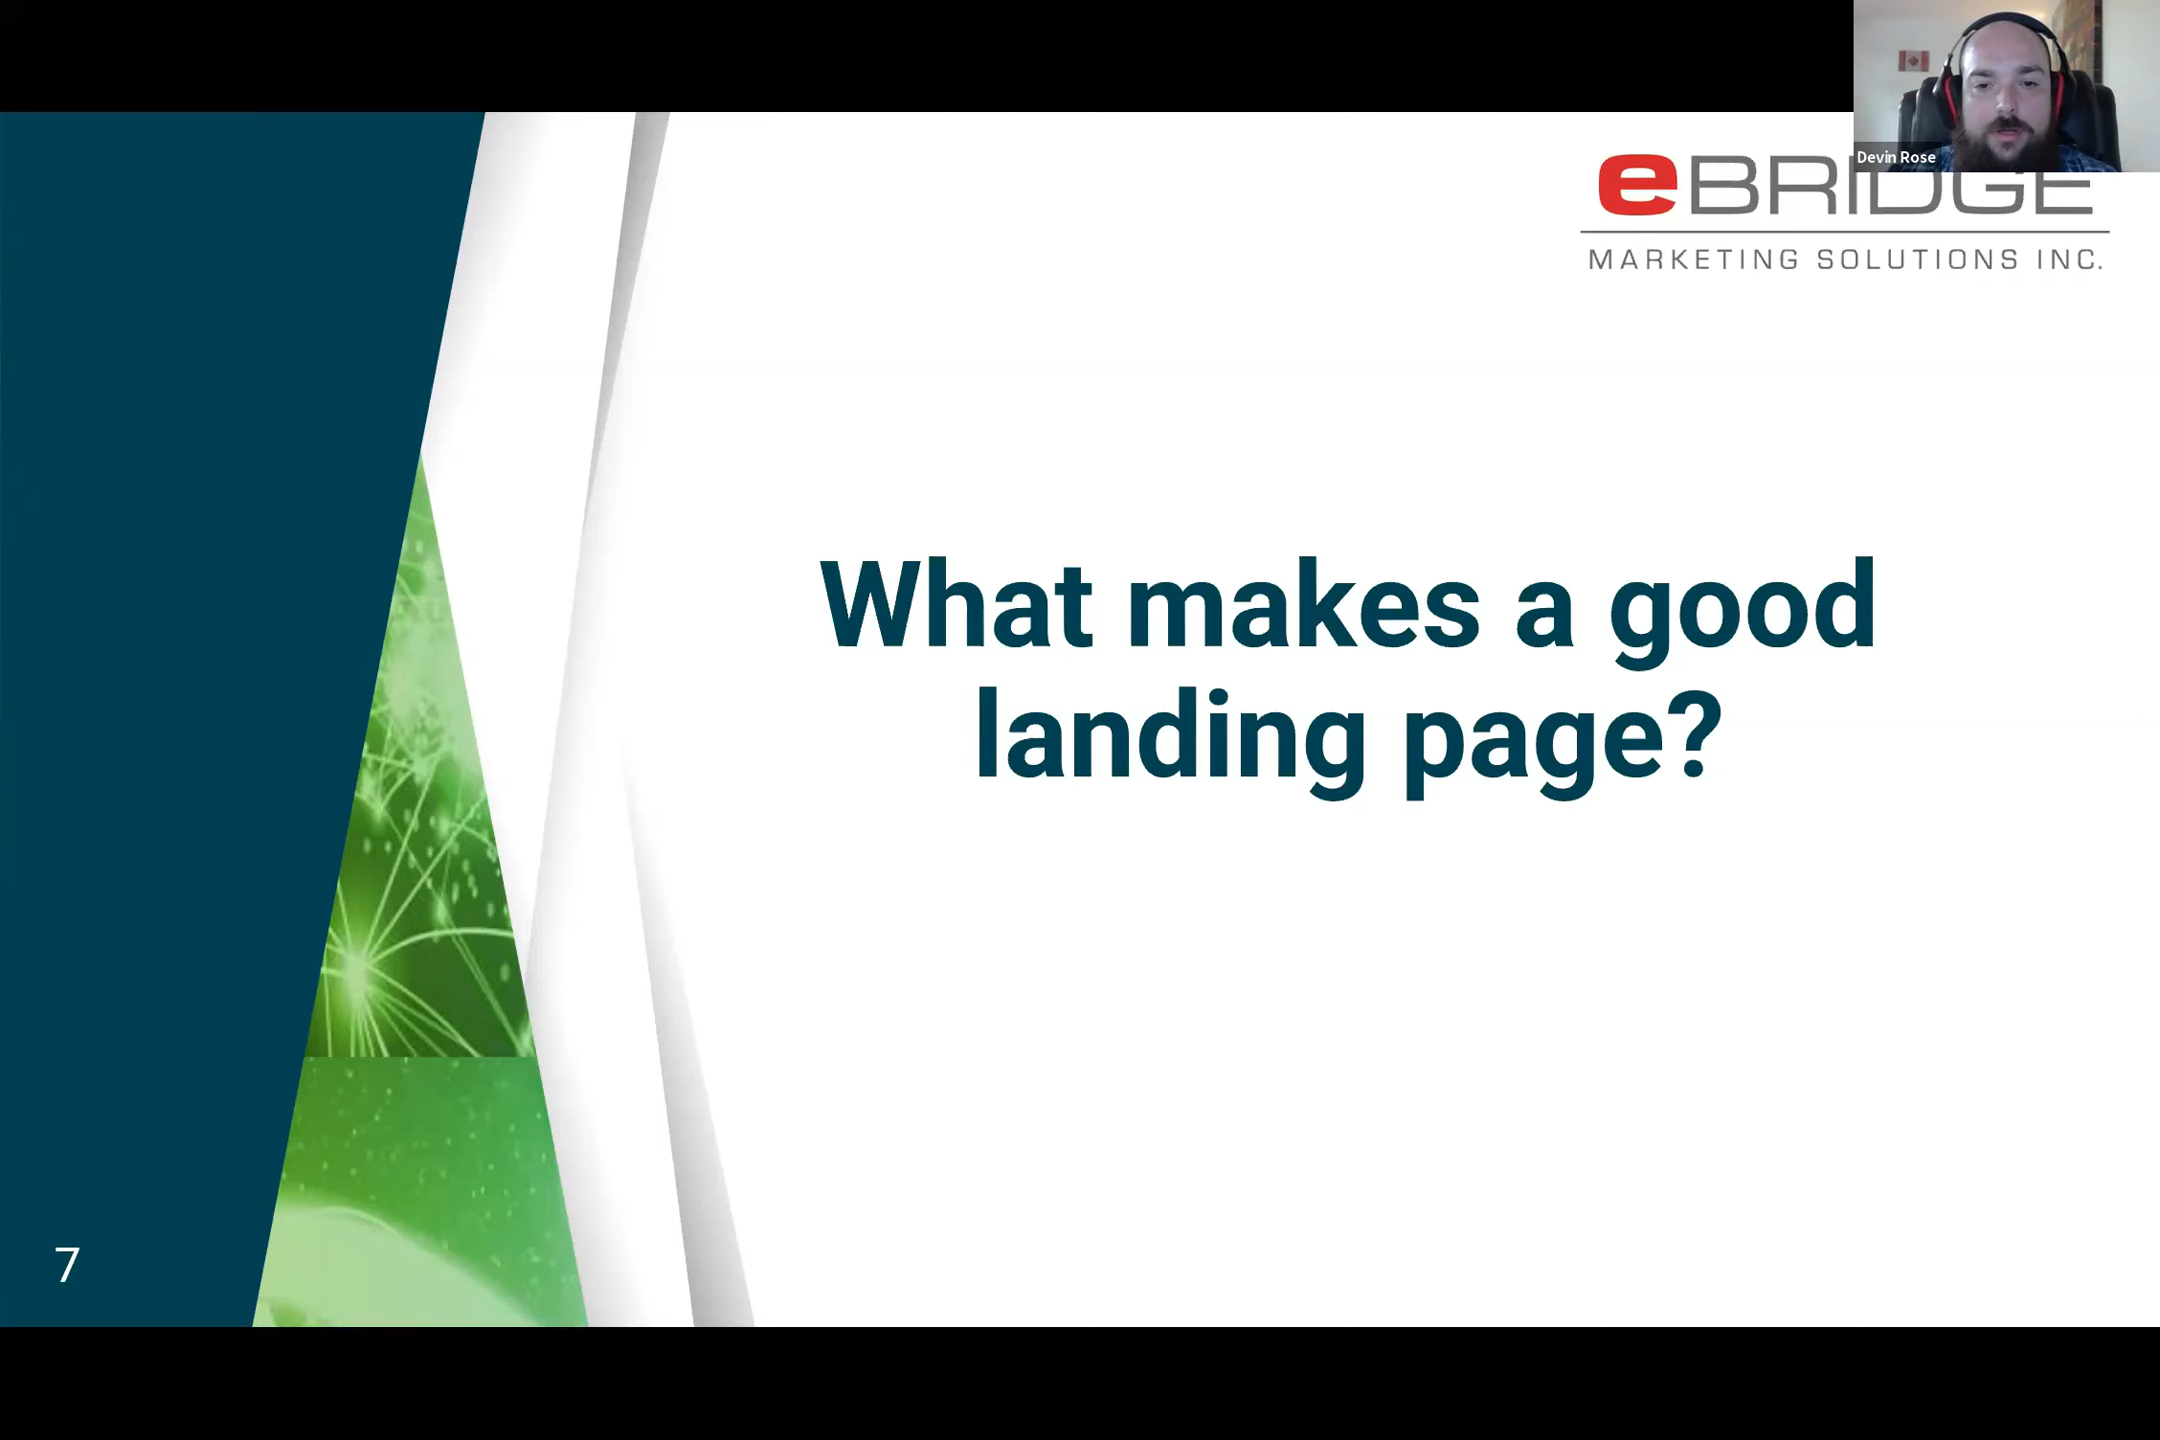 Devin Rose
eBRIDGE
MARKETING SOLUTIONS INC.
What makes a good
landing page?
7